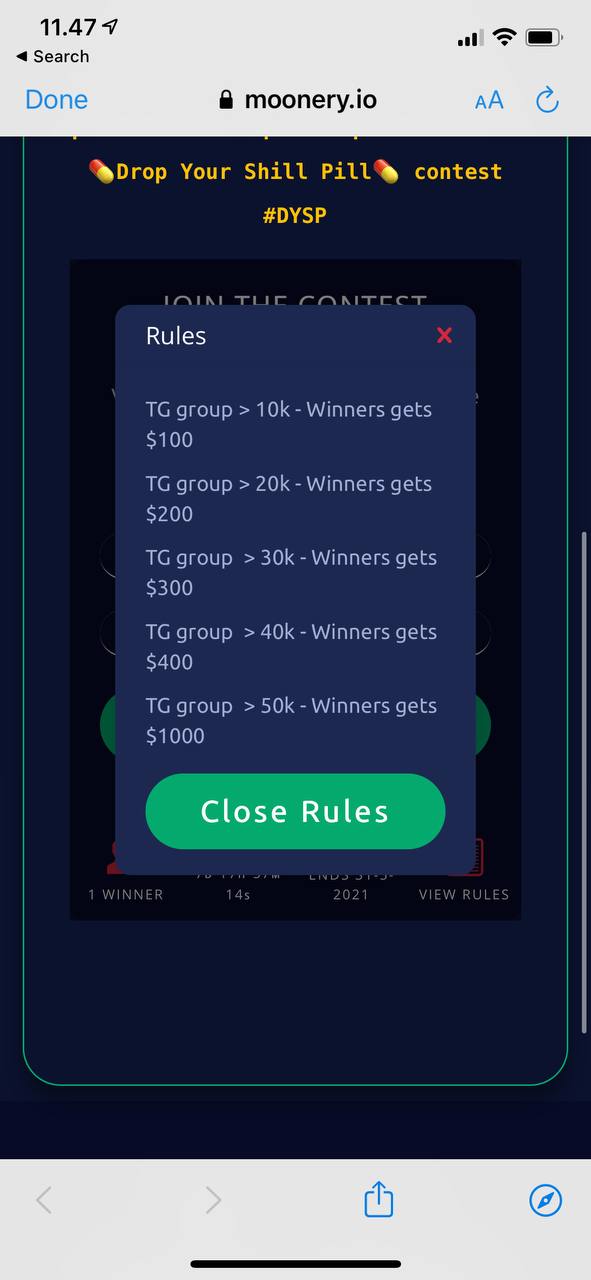 11.47
Search
Done
moonery.io
AA
💊Drop Your Shill Pill💊 contest
#DYSP
JOIN THE CONTEST
Rules
TG group > 10k - Winners gets
$100
TG group > 20k - Winners gets
$200
TG group  > 30k - Winners gets
$300
TG group  > 40k - Winners gets
$400
TG group  > 50k - Winners gets
$1000
Close Rules
ENDS 31-5-
1 WINNER
14s
2021
VIEW RULES